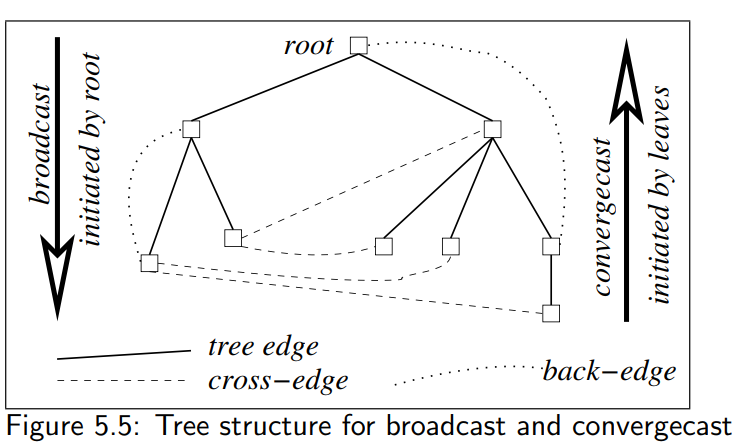 root
broadcast
initiated by root
convergecast
initiated by leaves
tree edge
cross−edge
back−edge
Figure 5.5: Tree structure for broadcast and convergecast